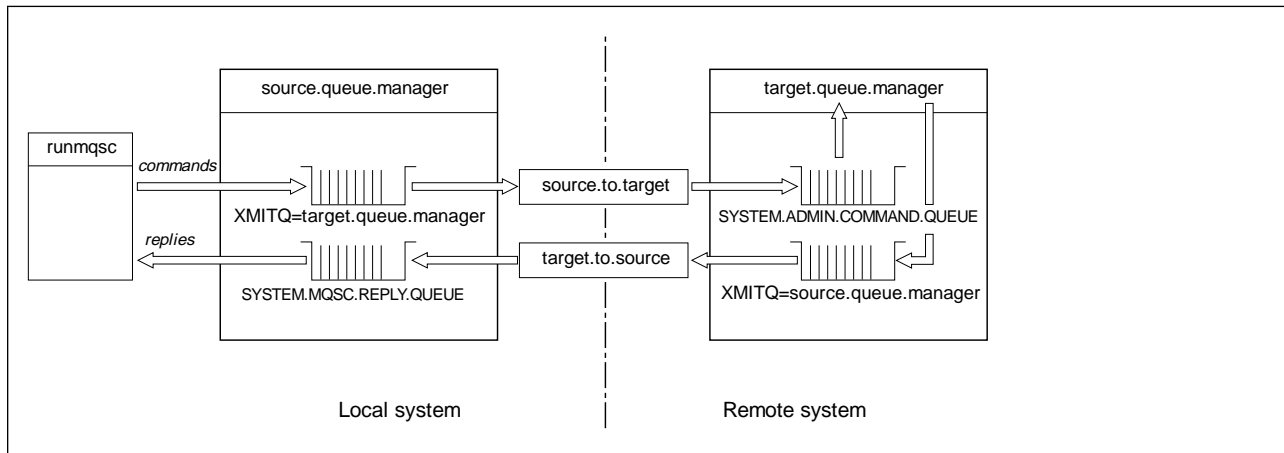 source.queue.manager
target.queue.manager
runmqsc
commands
source.to.target
XMITQ=target.queue.manager
SYSTEM.ADMIN.COMMAND.QUEUE
replies
target.to.source
SYSTEM.MQSC.REPLY.QUEUE
XMITQ=source.queue.manager
Local system
Remote system